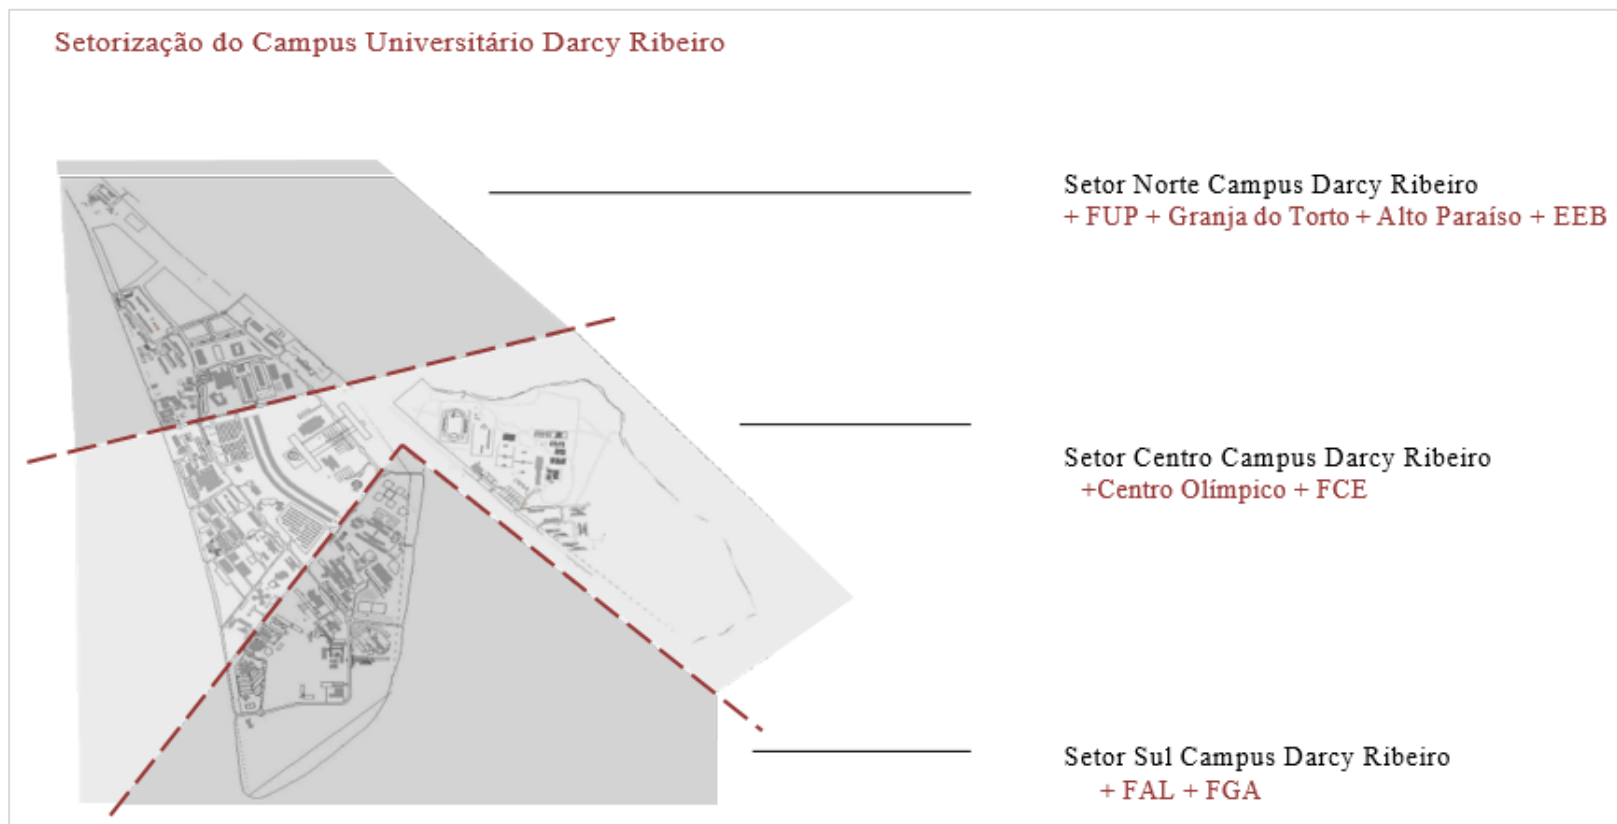 Setorização do Campus Universitário Darcy Ribeiro
Setor Norte Campus Darcy Ribeiro
+ FUP + Granja do Torto + Alto Paraíso + EEB
Setor Centro Campus Darcy Ribeiro
+Centro Olímpico + FCE
Setor Sul Campus Darcy Ribeiro
+ FAL + FGA